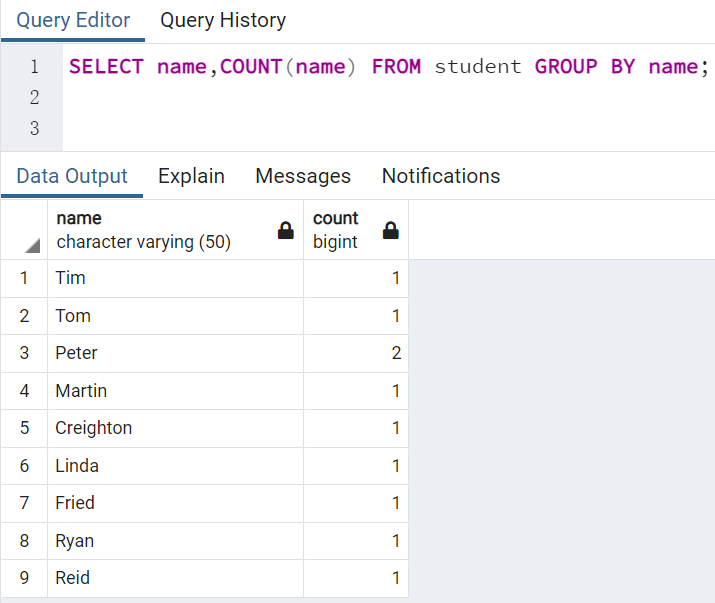 Query Editor Query History
1 SELECT name,COUNT(name) FROM student GROUP BY name;
2
3
Data Output Explain Messages Notifications
name count
character varying (50) bigint
1 Tim 1
2 Tom 1
3 Peter 2
4 Martin 1
5 Creighton 1
6 Linda 1
7 Fried 1
8 Ryan 1
9 Reid 1